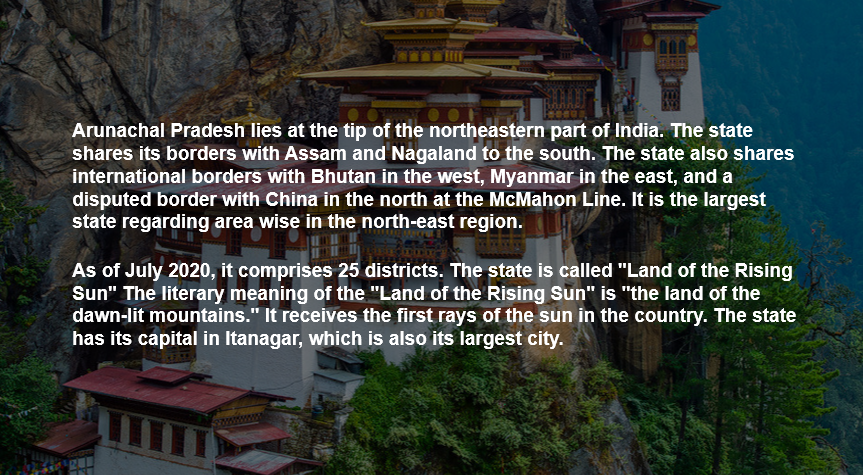 Arunachal Pradesh lies at the tip of the northeastern part of India. The state
shares its borders with Assam and Nagaland to the south. The state also shares
international borders with Bhutan in the west, Myanmar in the east, and a
disputed border with China in the north at the McMahon Line. It is the largest
state regarding area wise in the north-east region.
As of July 2020, it comprises 25 districts. The state is called "Land of the Rising
Sun" The literary meaning of the "Land of the Rising Sun" is "the land of the
dawn-lit mountains." It receives the first rays of the sun in the country. The state
has its capital in Itanagar, which is also its largest city.